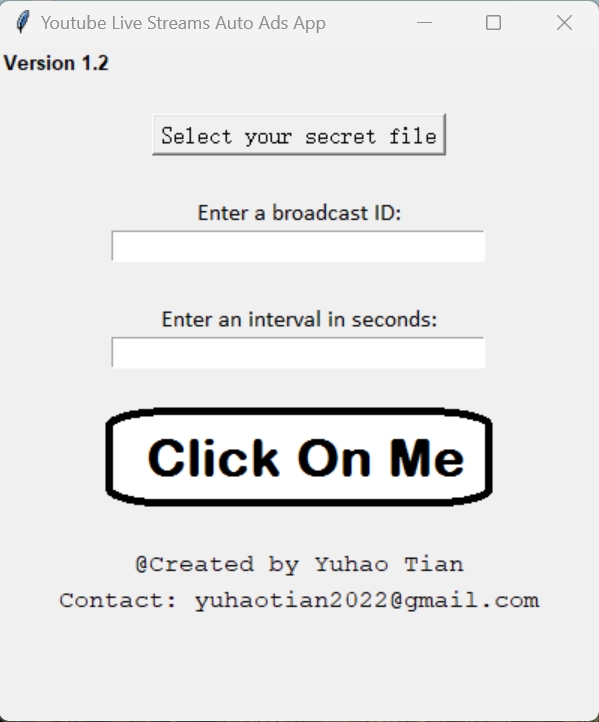 Youtube Live Streams Auto Ads App
Version 1.2
Select your secret file
Enter a broadcast ID:
Enter an interval in seconds:
Click On Me
@Created by Yuhao Tian
Contact: yuhaotian2022@gmail.com